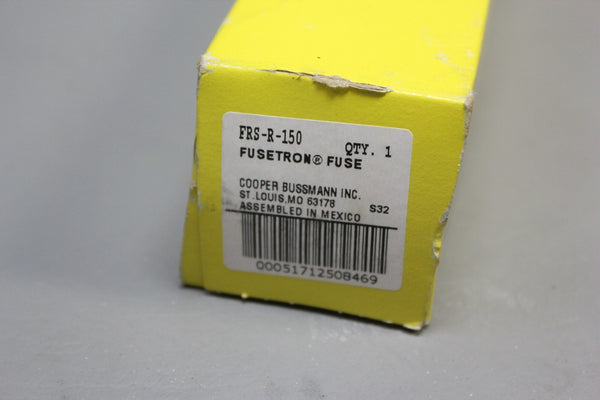 FRS-R-150 QTY. 1
FUSETRON® FUSE
COOPER BUSSMANN INC.
ST. LOUIS, MO 63178 S32
ASSEMBLED IN MEXICO
00051712508469